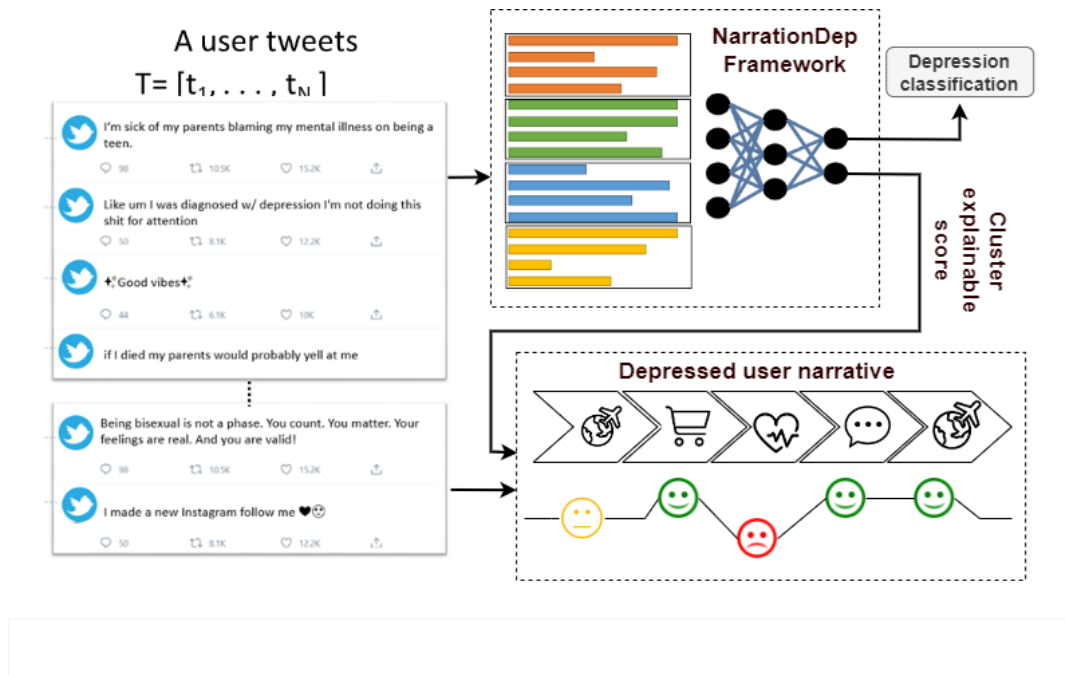 A user tweets
T= [t1, . . . , tN ]
I'm sick of my parents blaming my mental illness on being a
teen.
98 10.5K 15.2K
Like um I was diagnosed w/ depression I'm not doing this
shit for attention
50 8.1K 12.2K
✨Good vibes✨
44 6.1K 10K
if I died my parents would probably yell at me
Being bisexual is not a phase. You count. You matter. Your
feelings are real. And you are valid!
98 10.5K 15.2K
I made a new Instagram follow me
50 8.1K 12.2K
NarrationDep
Framework
Depression
classification
Cluster
explainable
score
Depressed user narrative